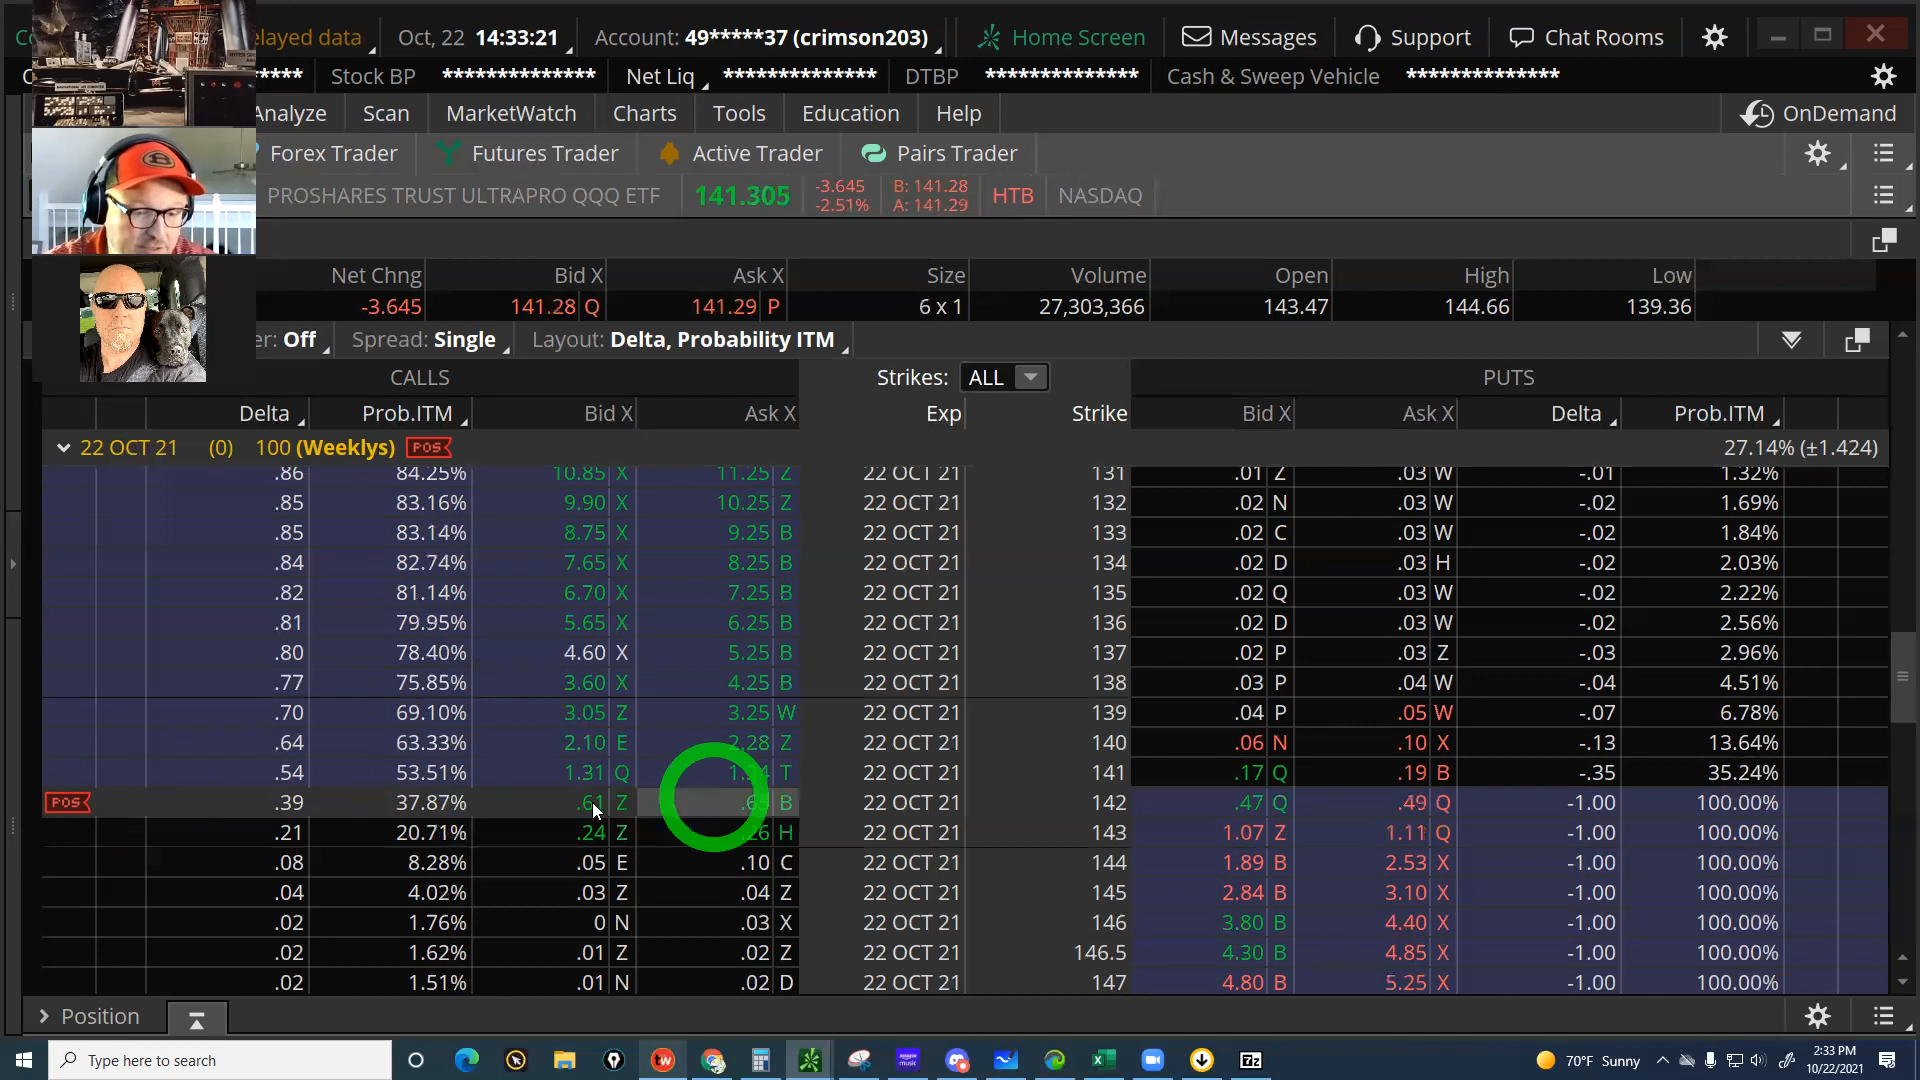 elayed data Oct, 22 14:33:21 Account: 49*****37 (crimson203) Home Screen Messages Support Chat Rooms
**** Stock BP ************** Net Liq ************** DTBP ************** Cash & Sweep Vehicle **************
Analyze Scan MarketWatch Charts Tools Education Help OnDemand
Forex Trader Futures Trader Active Trader Pairs Trader
PROSHARES TRUST ULTRAPRO QQQ ETF 141.305 -3.645 B: 141.28 HTB NASDAQ
-2.51% A: 141.29
Net Chng Bid X Ask X Size Volume Open High Low
-3.645 141.28 Q 141.29 P 6 x 1 27,303,366 143.47 144.66 139.36
er: Off Spread: Single Layout: Delta, Probability ITM
CALLS Strikes: ALL PUTS
Delta Prob.ITM Bid X Ask X Exp Strike Bid X Ask X Delta Prob.ITM
22 OCT 21 (0) 100 (Weeklys) POS 27.14% (±1.424)
.86 84.25% 10.85 X 11.25 Z 22 OCT 21 131 .01 Z .03 W -.01 1.32%
.85 83.16% 9.90 X 10.25 Z 22 OCT 21 132 .02 N .03 W -.02 1.69%
.85 83.14% 8.75 X 9.25 B 22 OCT 21 133 .02 C .03 W -.02 1.84%
.84 82.74% 7.65 X 8.25 B 22 OCT 21 134 .02 D .03 H -.02 2.03%
.82 81.14% 6.70 X 7.25 B 22 OCT 21 135 .02 Q .03 W -.02 2.22%
.81 79.95% 5.65 X 6.25 B 22 OCT 21 136 .02 D .03 W -.02 2.56%
.80 78.40% 4.60 X 5.25 B 22 OCT 21 137 .02 P .03 Z -.03 2.96%
.77 75.85% 3.60 X 4.25 B 22 OCT 21 138 .03 P .04 W -.04 4.51%
.70 69.10% 3.05 Z 3.25 W 22 OCT 21 139 .04 P .05 W -.07 6.78%
.64 63.33% 2.10 E 2.28 Z 22 OCT 21 140 .06 N .10 X -.13 13.64%
.54 53.51% 1.31 Q T 22 OCT 21 141 .17 Q .19 B -.35 35.24%
POS .39 37.87% .61 Z .65 B 22 OCT 21 142 .47 Q .49 Q -1.00 100.00%
.21 20.71% .24 Z .26 H 22 OCT 21 143 1.07 Z 1.11 Q -1.00 100.00%
.08 8.28% .05 E .10 C 22 OCT 21 144 1.89 B 2.53 X -1.00 100.00%
.04 4.02% .03 Z .04 Z 22 OCT 21 145 2.84 B 3.10 X -1.00 100.00%
.02 1.76% 0 N .03 X 22 OCT 21 146 3.80 B 4.40 X -1.00 100.00%
.02 1.62% .01 Z .02 Z 22 OCT 21 146.5 4.30 B 4.85 X -1.00 100.00%
.02 1.51% .01 N .02 D 22 OCT 21 147 4.80 B 5.25 X -1.00 100.00%
Position
Type here to search 70°F Sunny 2:33 PM
10/22/2021